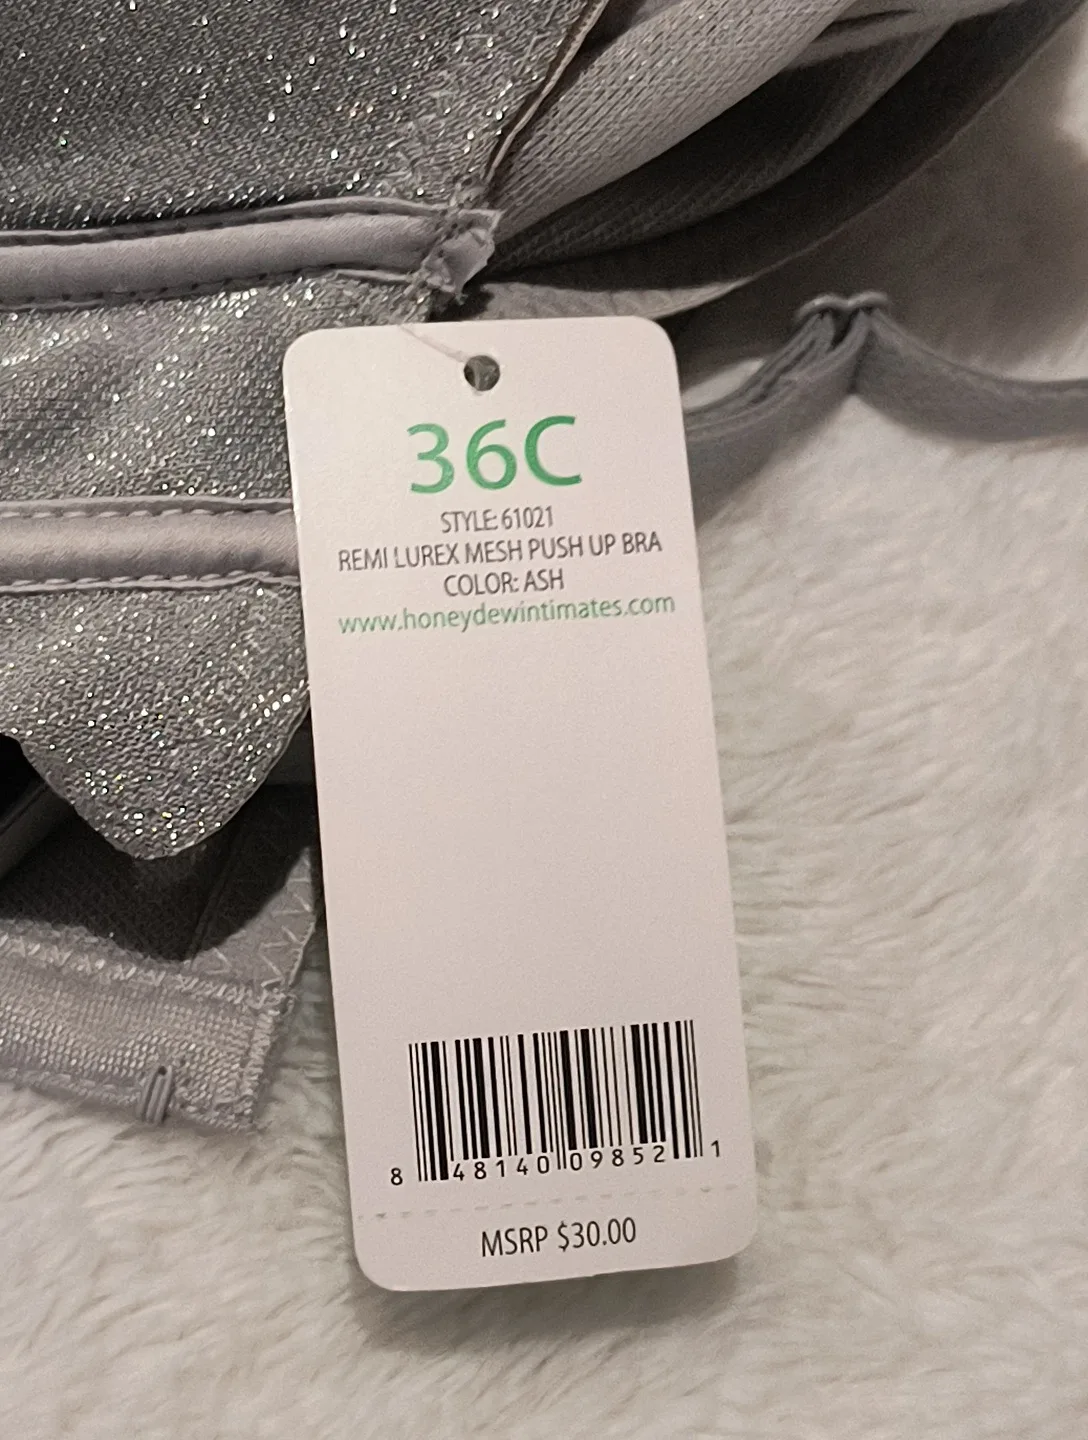 36C
STYLE: 61021
REMI LUREX MESH PUSH UP BRA
COLOR: ASH
www.honeydewintimates.com
8 48140 09852 1
MSRP $30.00